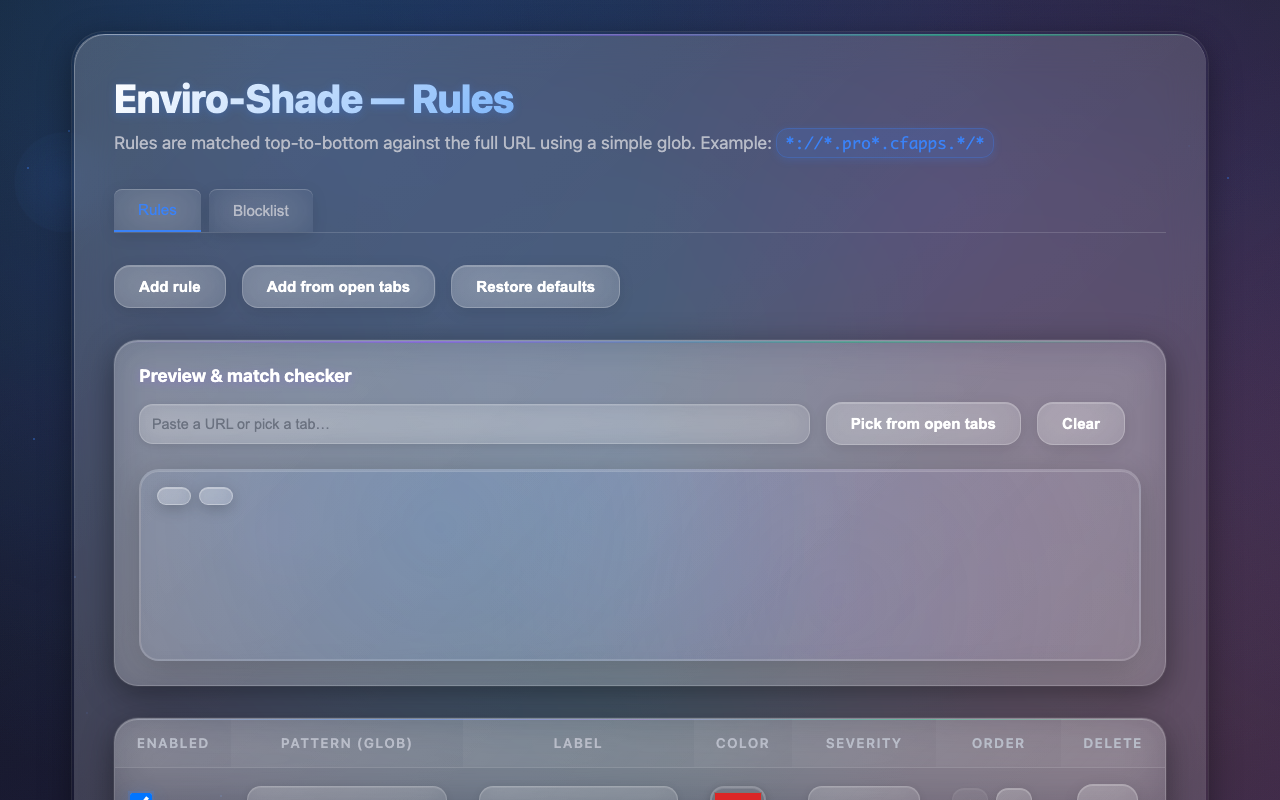 Enviro-Shade — Rules
Rules are matched top-to-bottom against the full URL using a simple glob. Example: *://*.pro*.cfapps.*/*
Rules
Blocklist
Add rule
Add from open tabs
Restore defaults
Preview & match checker
Paste a URL or pick a tab…
Pick from open tabs
Clear
ENABLED
PATTERN (GLOB)
LABEL
COLOR
SEVERITY
ORDER
DELETE